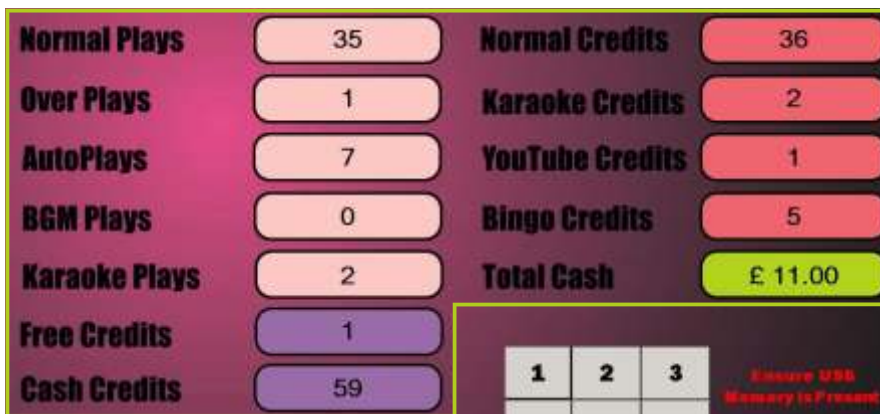 Normal Plays 35
Normal Credits 36
Over Plays 1
Karaoke Credits 2
AutoPlays 7
YouTube Credits 1
BGM Plays 0
Bingo Credits 5
Karaoke Plays 2
Total Cash £ 11.00
Free Credits 1
Cash Credits 59
1 2 3
Ensure USB
Memory is Present